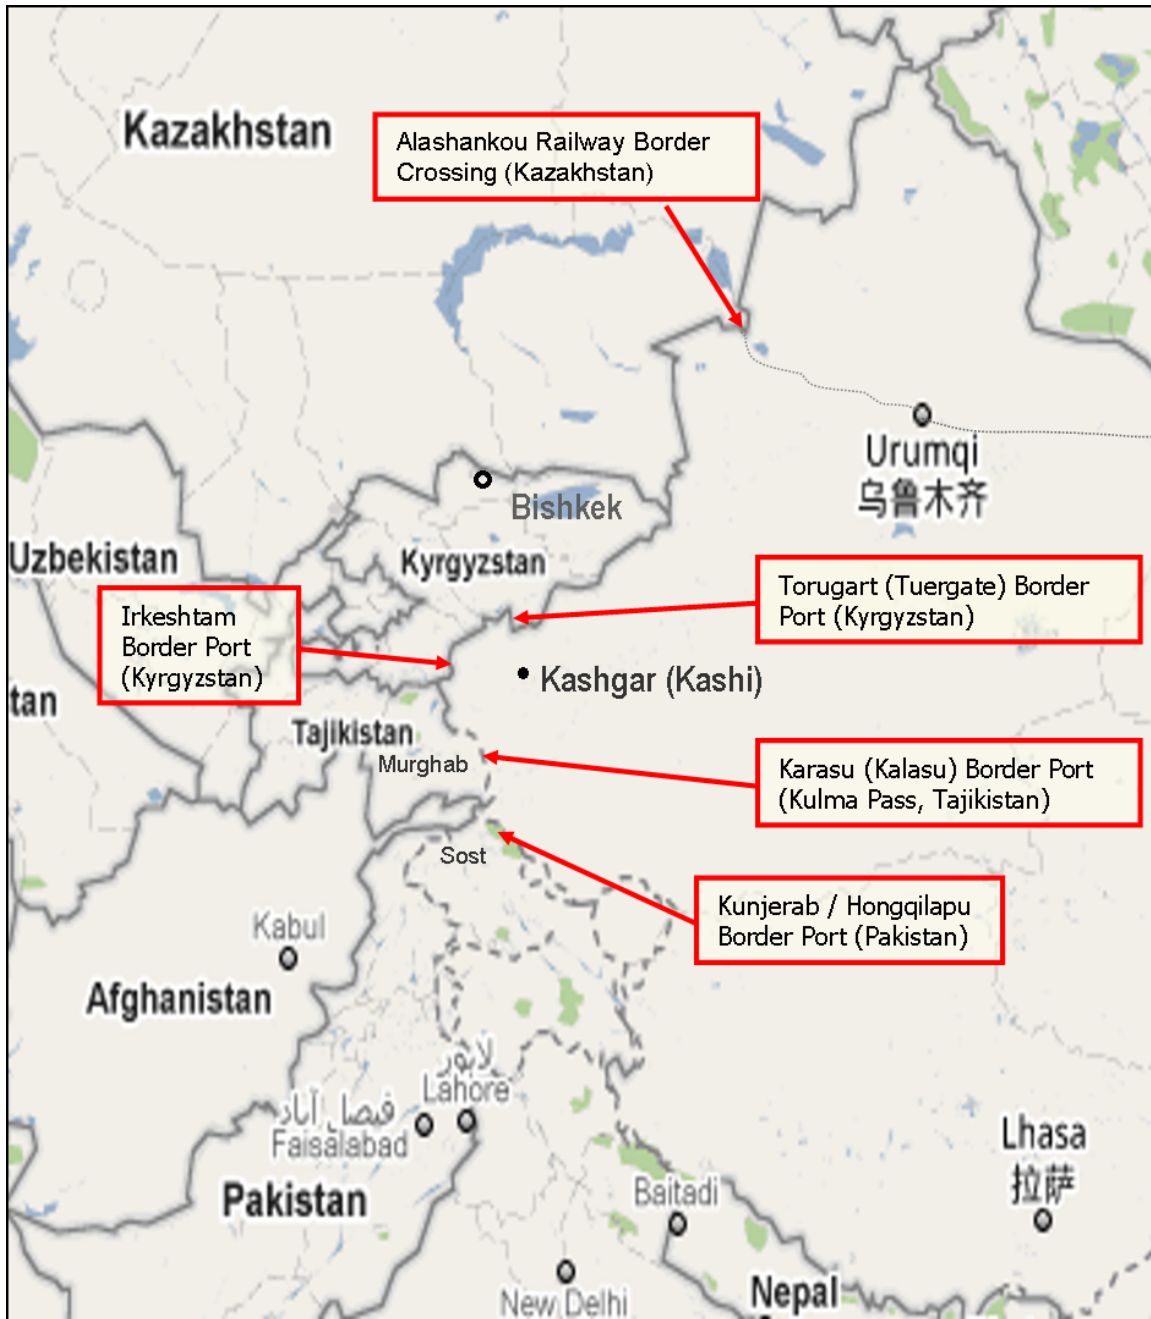 Kazakhstan
Alashankou Railway Border
Crossing (Kazakhstan)
Urumqi
乌鲁木齐
Bishkek
Uzbekistan
Kyrgyzstan
Torugart (Tuergate) Border
Port (Kyrgyzstan)
Irkeshtam
Border Port
(Kyrgyzstan)
Kashgar (Kashi)
tan
Tajikistan
Murghab
Karasu (Kalasu) Border Port
(Kulma Pass, Tajikistan)
Sost
Kunjerab / Hongqilapu
Border Port (Pakistan)
Kabul
Afghanistan
لاہور
Lahore
فیصل آباد
Faisalabad
Lhasa
拉萨
Pakistan
Baitadi
Nepal
New Delhi